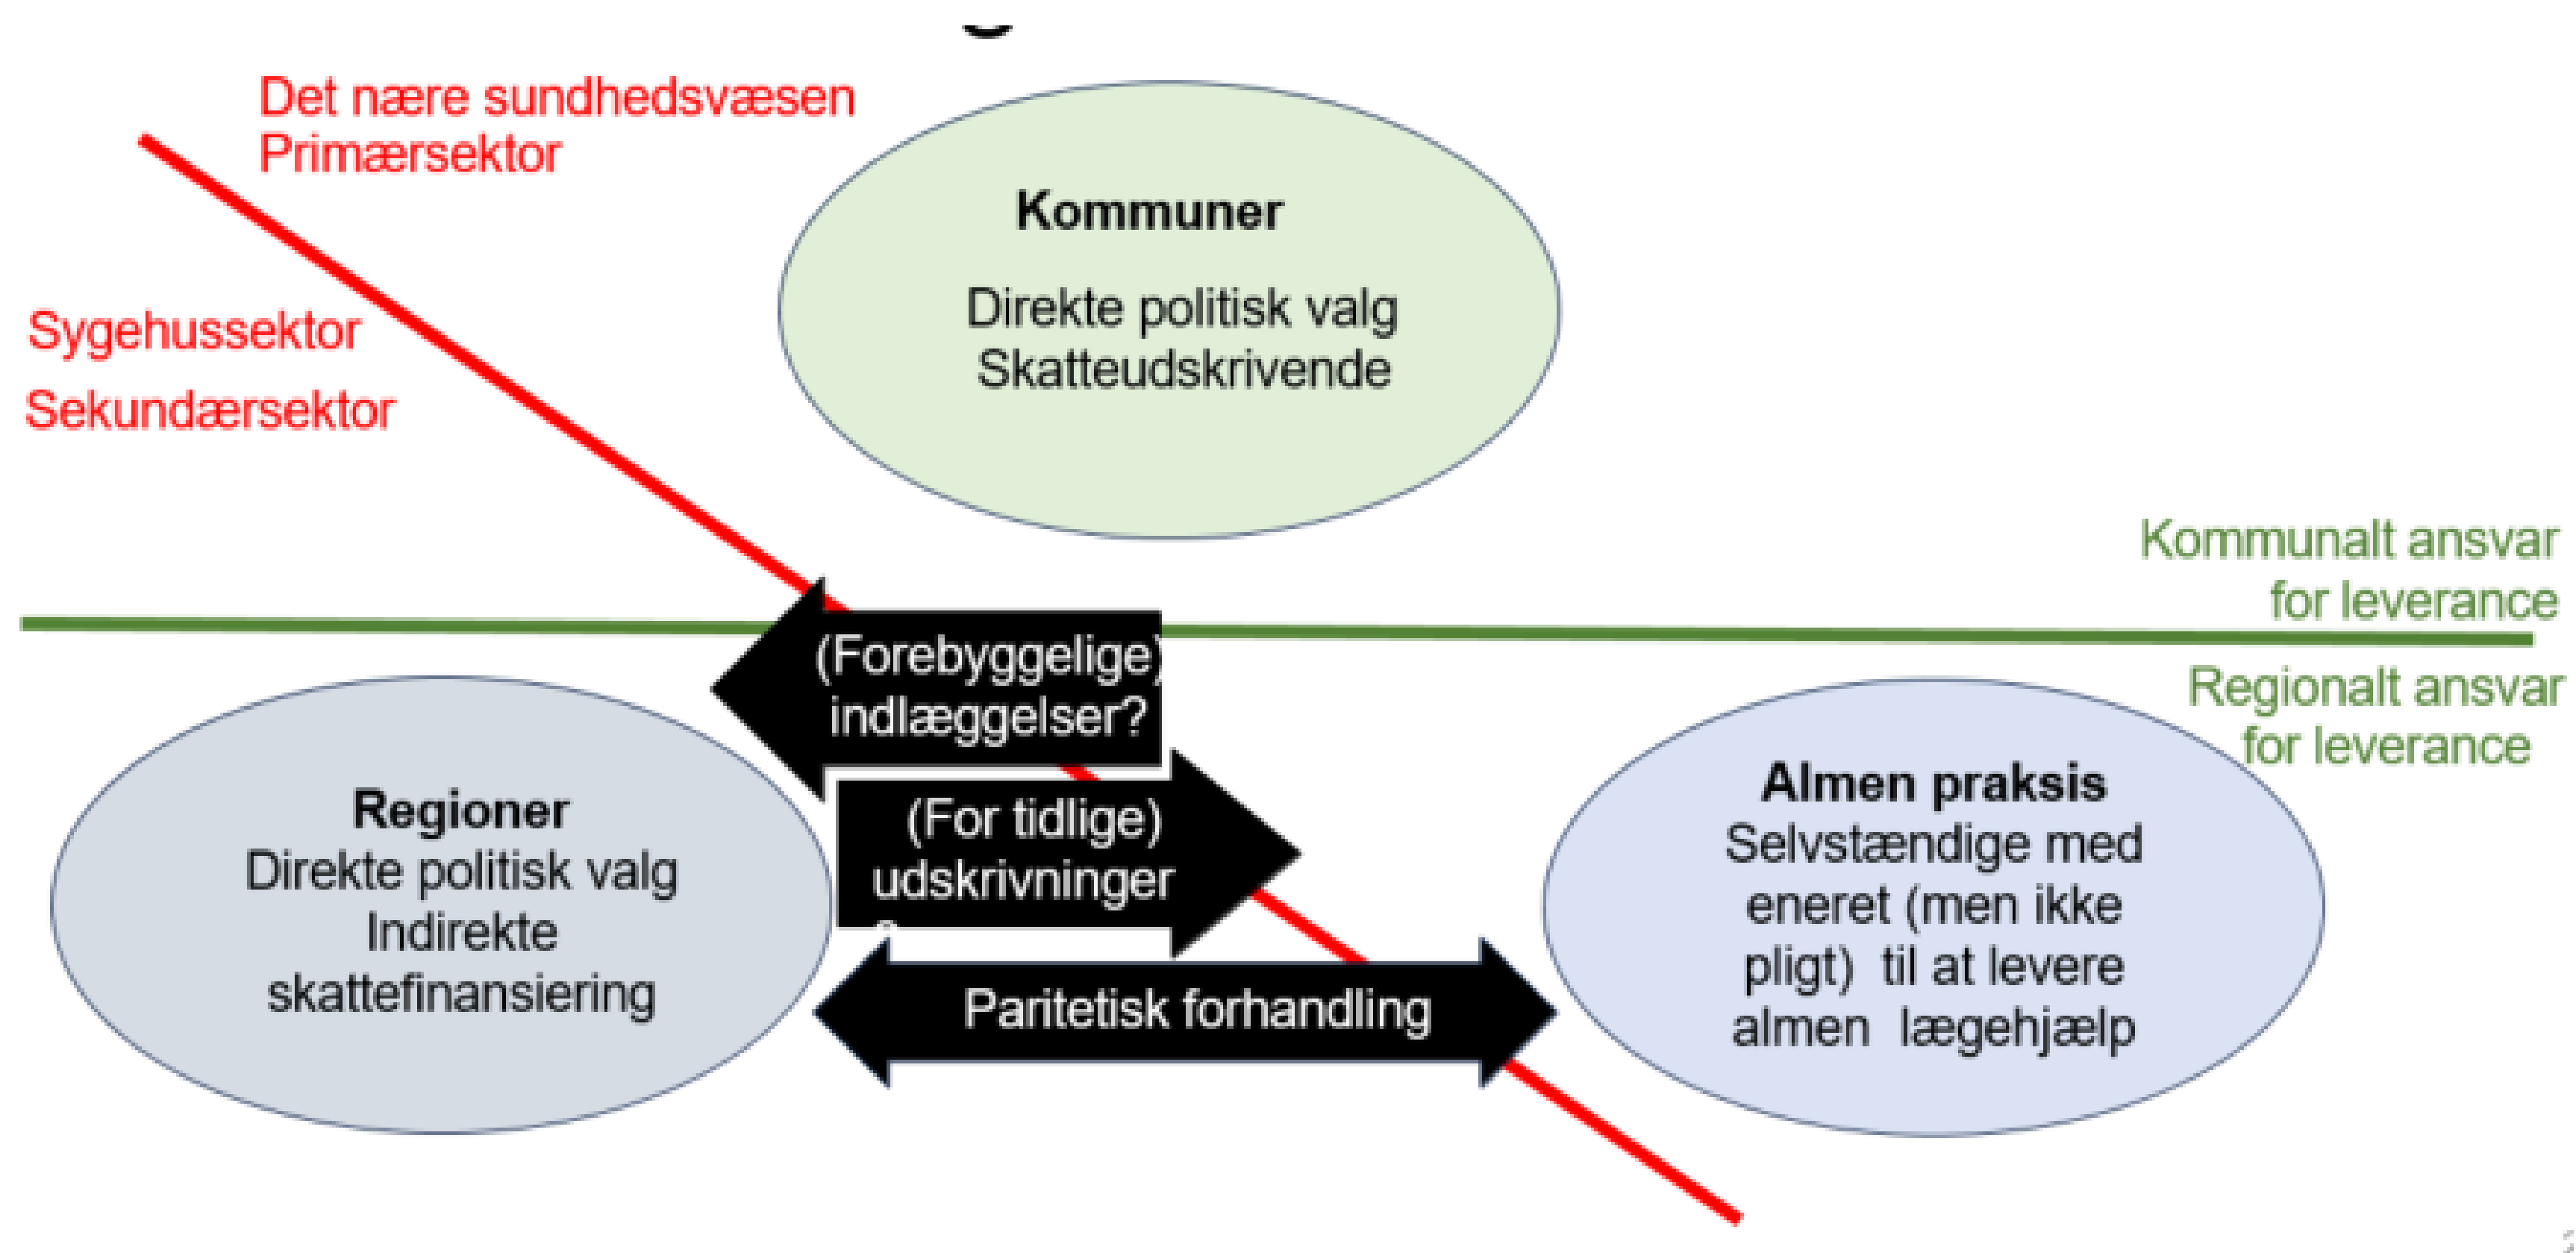 Det nære sundhedsvæsen
Primærsektor
Sygehussektor
Sekundærsektor
Kommuner
Direkte politisk valg
Skatteudskrivende
Kommunalt ansvar
for leverance
Regionalt ansvar
for leverance
(Forebyggelige)
indlæggelser?
(For tidlige)
udskrivninger
Paritetisk forhandling
Regioner
Direkte politisk valg
Indirekte
skattefinansiering
Almen praksis
Selvstændige med
eneret (men ikke
pligt) til at levere
almen lægehjælp